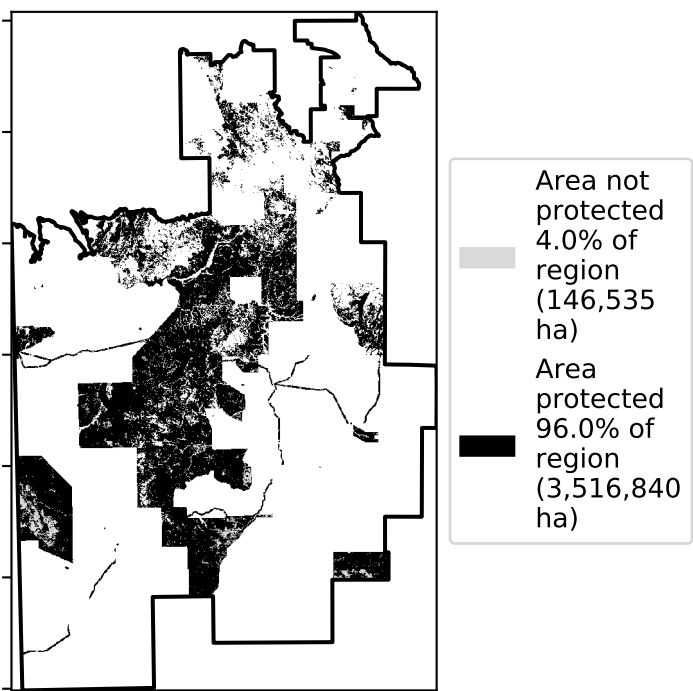 Area not
protected
4.0% of
region
(146,535
ha)
Area
protected
96.0% of
region
(3,516,840
ha)